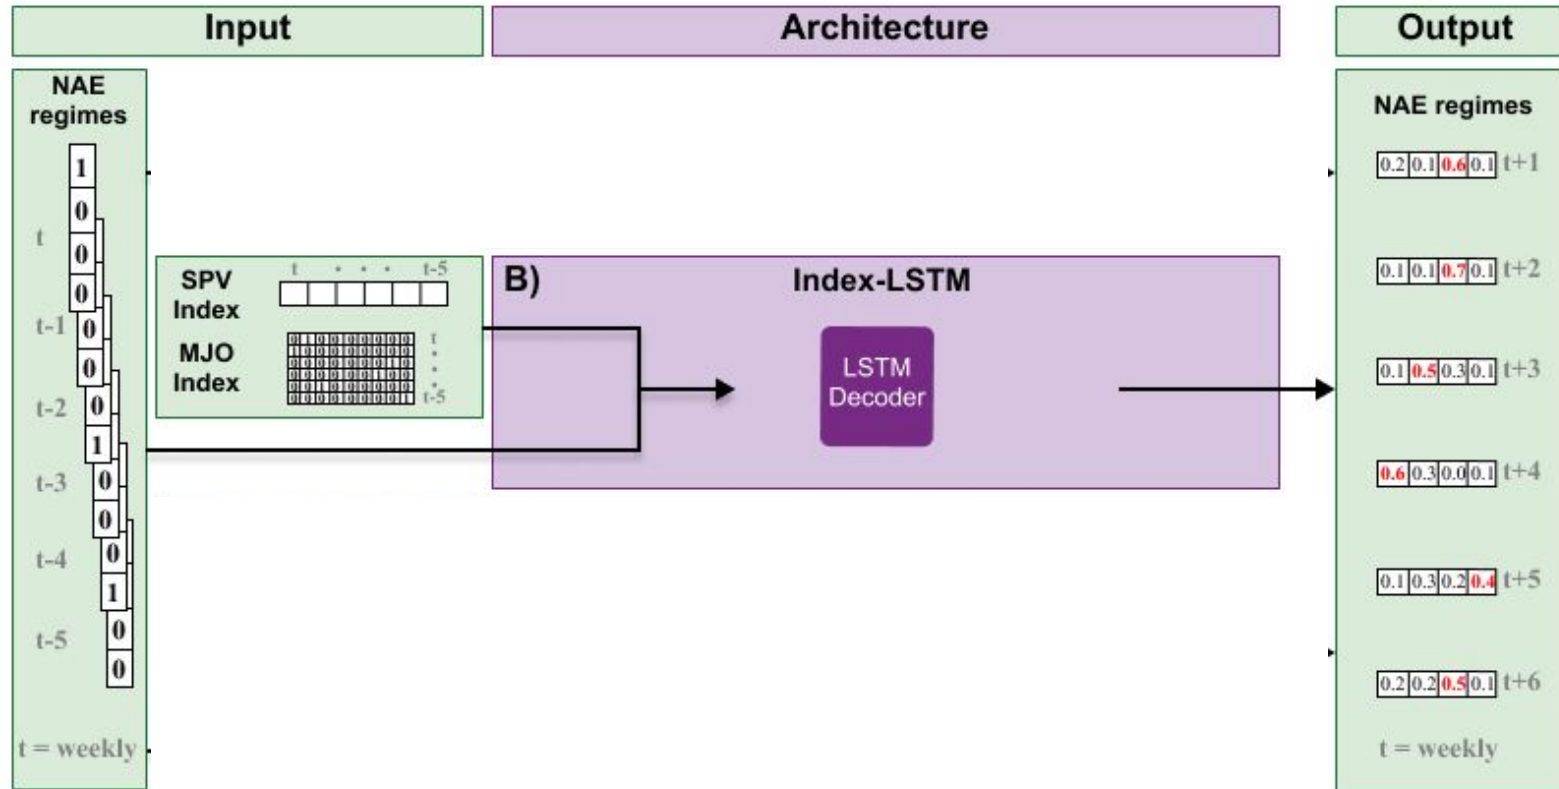 Input
Architecture
Output
NAE
regimes
1
0
0
0
0
0
0
1
0
0
0
1
0
0
t
t-1
t-2
t-3
t-4
t-5
t = weekly
SPV
Index
t . . . t-5
MJO
Index
t
t-5
B)
Index-LSTM
LSTM
Decoder
NAE regimes
0.2 0.1 0.6 0.1 t+1
0.1 0.1 0.7 0.1 t+2
0.1 0.5 0.3 0.1 t+3
0.6 0.3 0.0 0.1 t+4
0.1 0.3 0.2 0.4 t+5
0.2 0.2 0.5 0.1 t+6
t = weekly